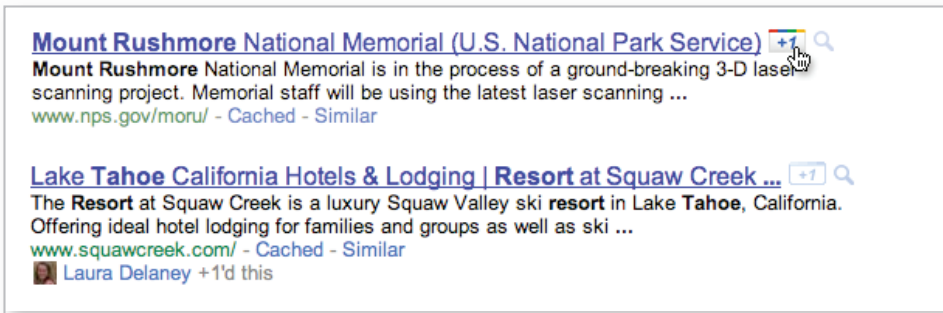 Mount Rushmore National Memorial (U.S. National Park Service) +1
Mount Rushmore National Memorial is in the process of a ground-breaking 3-D laser
scanning project. Memorial staff will be using the latest laser scanning ...
www.nps.gov/moru/ - Cached - Similar
Lake Tahoe California Hotels & Lodging | Resort at Squaw Creek ... +1
The Resort at Squaw Creek is a luxury Squaw Valley ski resort in Lake Tahoe, California.
Offering ideal hotel lodging for families and groups as well as ski ...
www.squawcreek.com/ - Cached - Similar
Laura Delaney +1'd this